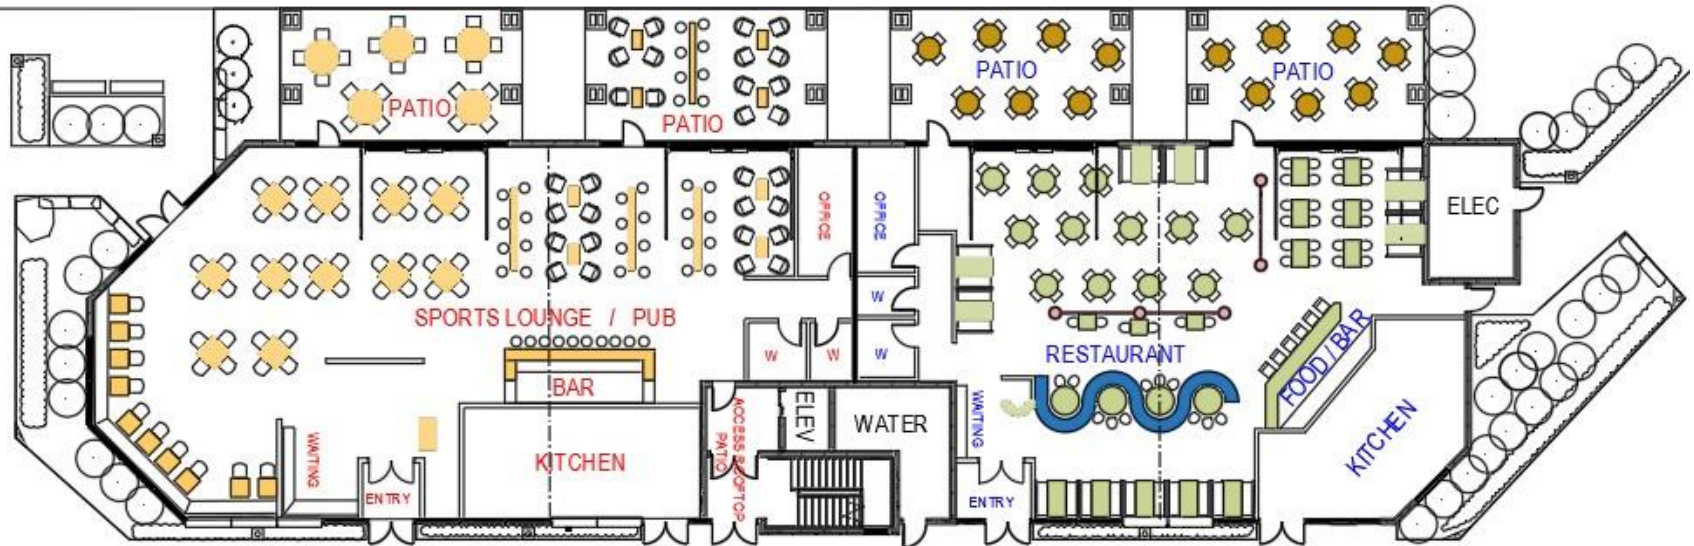 PATIO
PATIO
PATIO
PATIO
OFFICE
OFFICE
ELEC
W
SPORTS LOUNGE / PUB
RESTAURANT
W
W
W
BAR
FOOD / BAR
WAITING
KITCHEN
ACCESS ROOFTOP
PATIO
ELEV
WATER
WAITING
KITCHEN
ENTRY
ENTRY